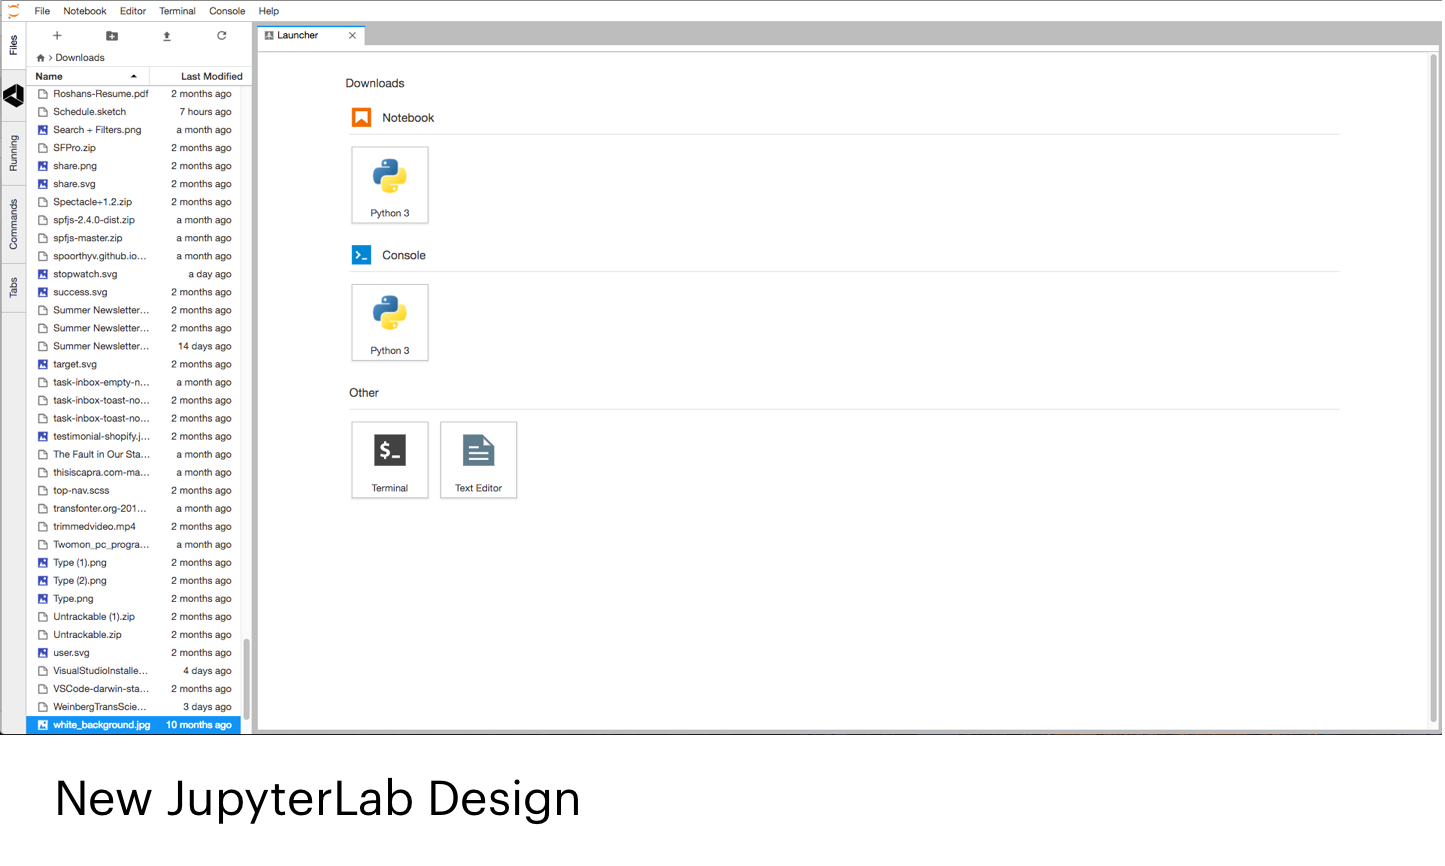 File Notebook Editor Terminal Console Help
Files
Running
Commands
Tabs
> Downloads
Name Last Modified
Roshans-Resume.pdf 2 months ago
Schedule.sketch 7 hours ago
Search + Filters.png a month ago
SFPro.zip 2 months ago
share.png 2 months ago
share.svg 2 months ago
Spectacle+1.2.zip 2 months ago
spfjs-2.4.0-dist.zip a month ago
spfjs-master.zip a month ago
spoorthyv.github.io... a month ago
stopwatch.svg a day ago
success.svg 2 months ago
Summer Newsletter... 2 months ago
Summer Newsletter... 2 months ago
Summer Newsletter... 14 days ago
target.svg 2 months ago
task-inbox-empty-n... a month ago
task-inbox-toast-no... 2 months ago
task-inbox-toast-no... 2 months ago
testimonial-shopify.j... 2 months ago
The Fault in Our Sta... a month ago
thisiscapra.com-ma... a month ago
top-nav.scss 2 months ago
transfonter.org-201... a month ago
trimmedvideo.mp4 2 months ago
Twomon_pc_progra... a month ago
Type (1).png 2 months ago
Type (2).png 2 months ago
Type.png 2 months ago
Untrackable (1).zip 2 months ago
Untrackable.zip 2 months ago
user.svg 2 months ago
VisualStudioInstalle... 4 days ago
VSCode-darwin-sta... 2 months ago
WeinbergTransScie... 3 days ago
white_background.jpg 10 months ago
Launcher
Downloads
Notebook
Python 3
Console
Python 3
Other
$_
Terminal Text Editor
New JupyterLab Design